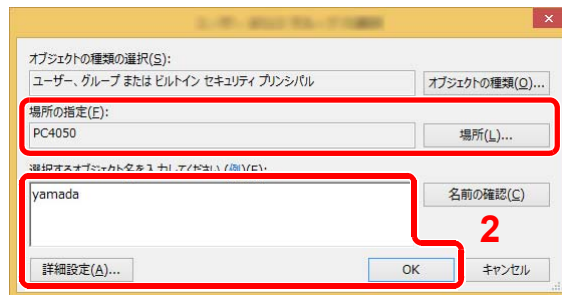 オブジェクトの種類の選択(S):
ユーザー、グループ または ビルトイン セキュリティ プリンシパル
オブジェクトの種類(O)...
場所の指定(F):
PC4050
場所(L)...
選択するオブジェクト名を入力してください (例)(E):
yamada
名前の確認(C)
2
詳細設定(A)...
OK
キャンセル